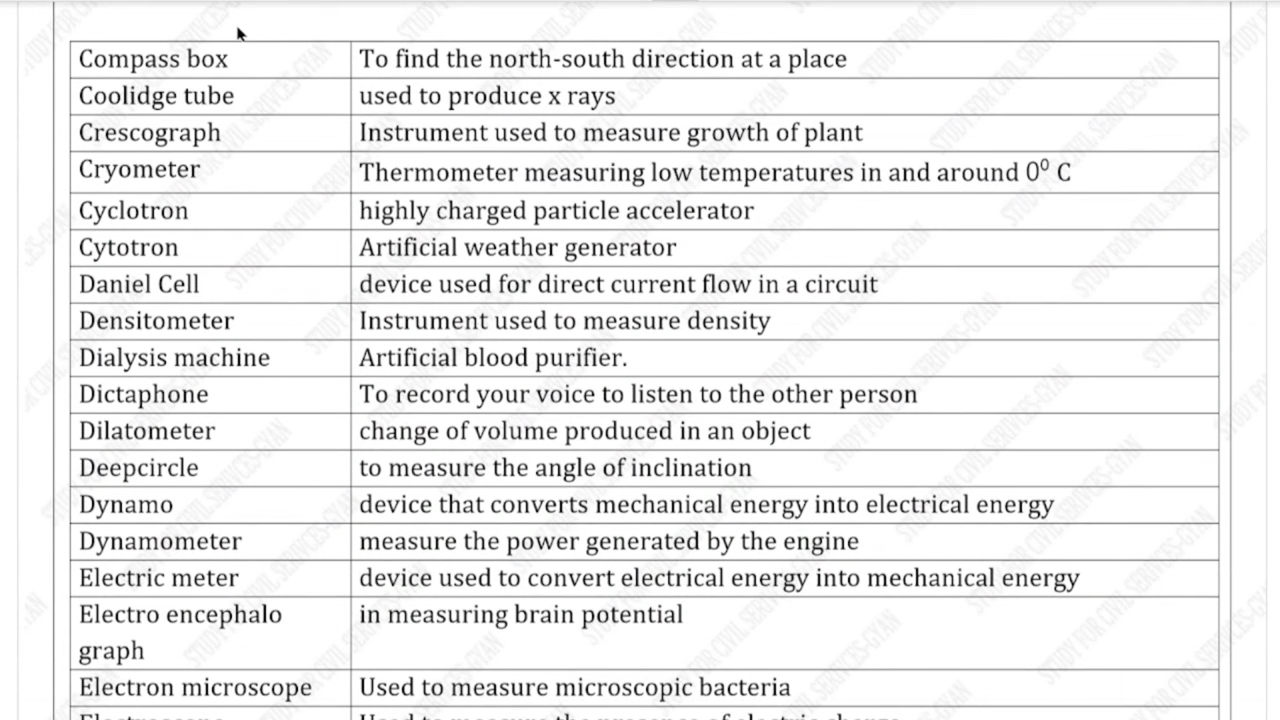 Compass box To find the north-south direction at a place
Coolidge tube used to produce x rays
Crescograph Instrument used to measure growth of plant
Cryometer Thermometer measuring low temperatures in and around 0⁰ C
Cyclotron highly charged particle accelerator
Cytotron Artificial weather generator
Daniel Cell device used for direct current flow in a circuit
Densitometer Instrument used to measure density
Dialysis machine Artificial blood purifier.
Dictaphone To record your voice to listen to the other person
Dilatometer change of volume produced in an object
Deepcircle to measure the angle of inclination
Dynamo device that converts mechanical energy into electrical energy
Dynamometer measure the power generated by the engine
Electric meter device used to convert electrical energy into mechanical energy
Electro encephalo in measuring brain potential
graph
Electron microscope Used to measure microscopic bacteria